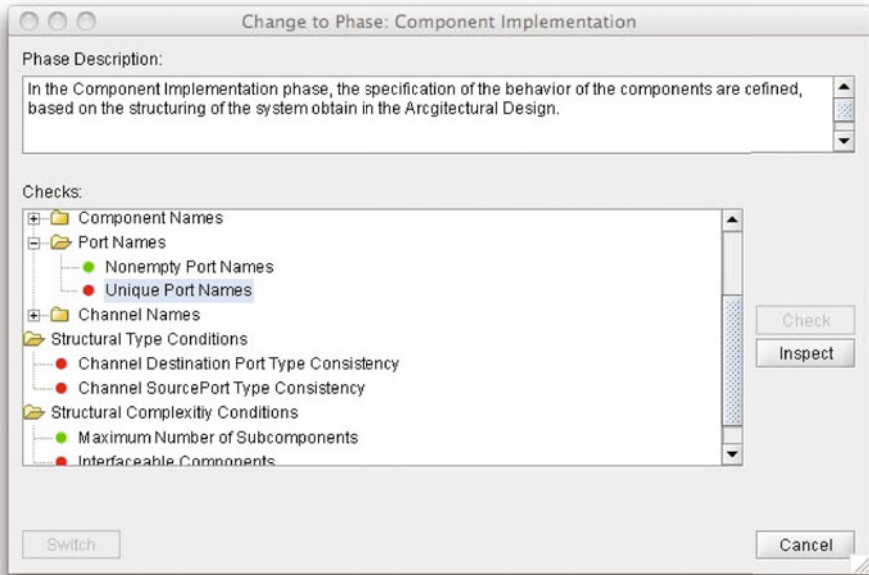 Change to Phase: Component Implementation
Phase Description:
In the Component Implementation phase, the specification of the behavior of the components are cefined,
based on the structuring of the system obtain in the Arcgitectural Design.
Checks:
Component Names
Port Names
Nonempty Port Names
Unique Port Names
Channel Names
Structural Type Conditions
Channel Destination Port Type Consistency
Channel SourcePort Type Consistency
Structural Complexitiy Conditions
Maximum Number of Subcomponents
Interfaceable Components
Check
Inspect
Switch
Cancel